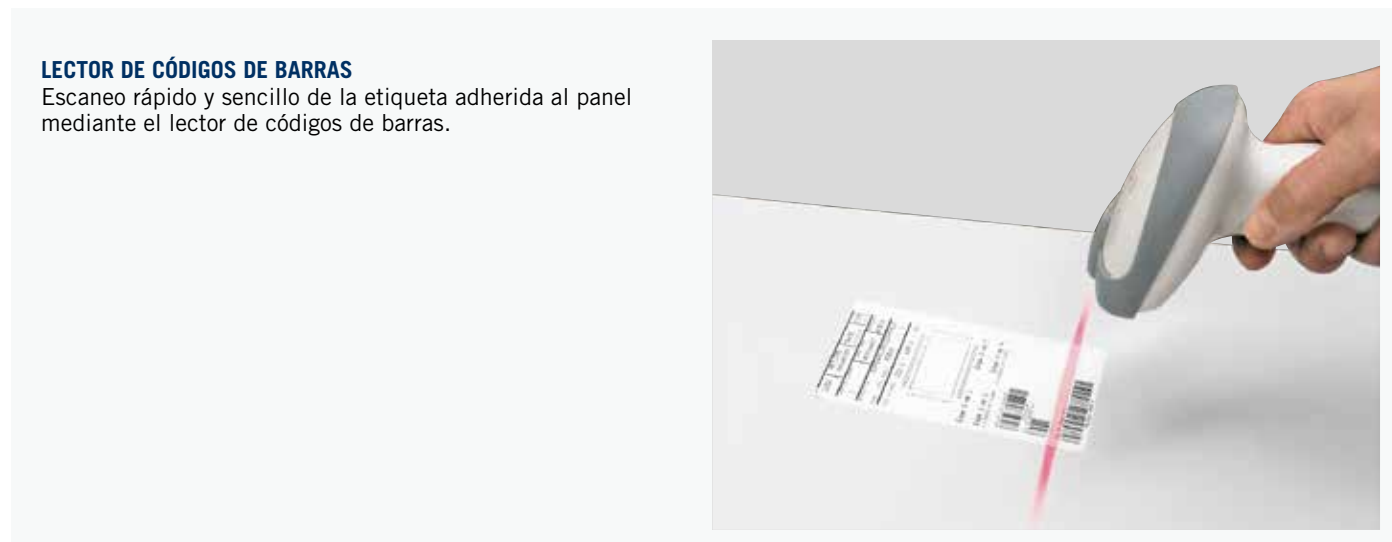 LECTOR DE CÓDIGOS DE BARRAS
Escaneo rápido y sencillo de la etiqueta adherida al panel
mediante el lector de códigos de barras.